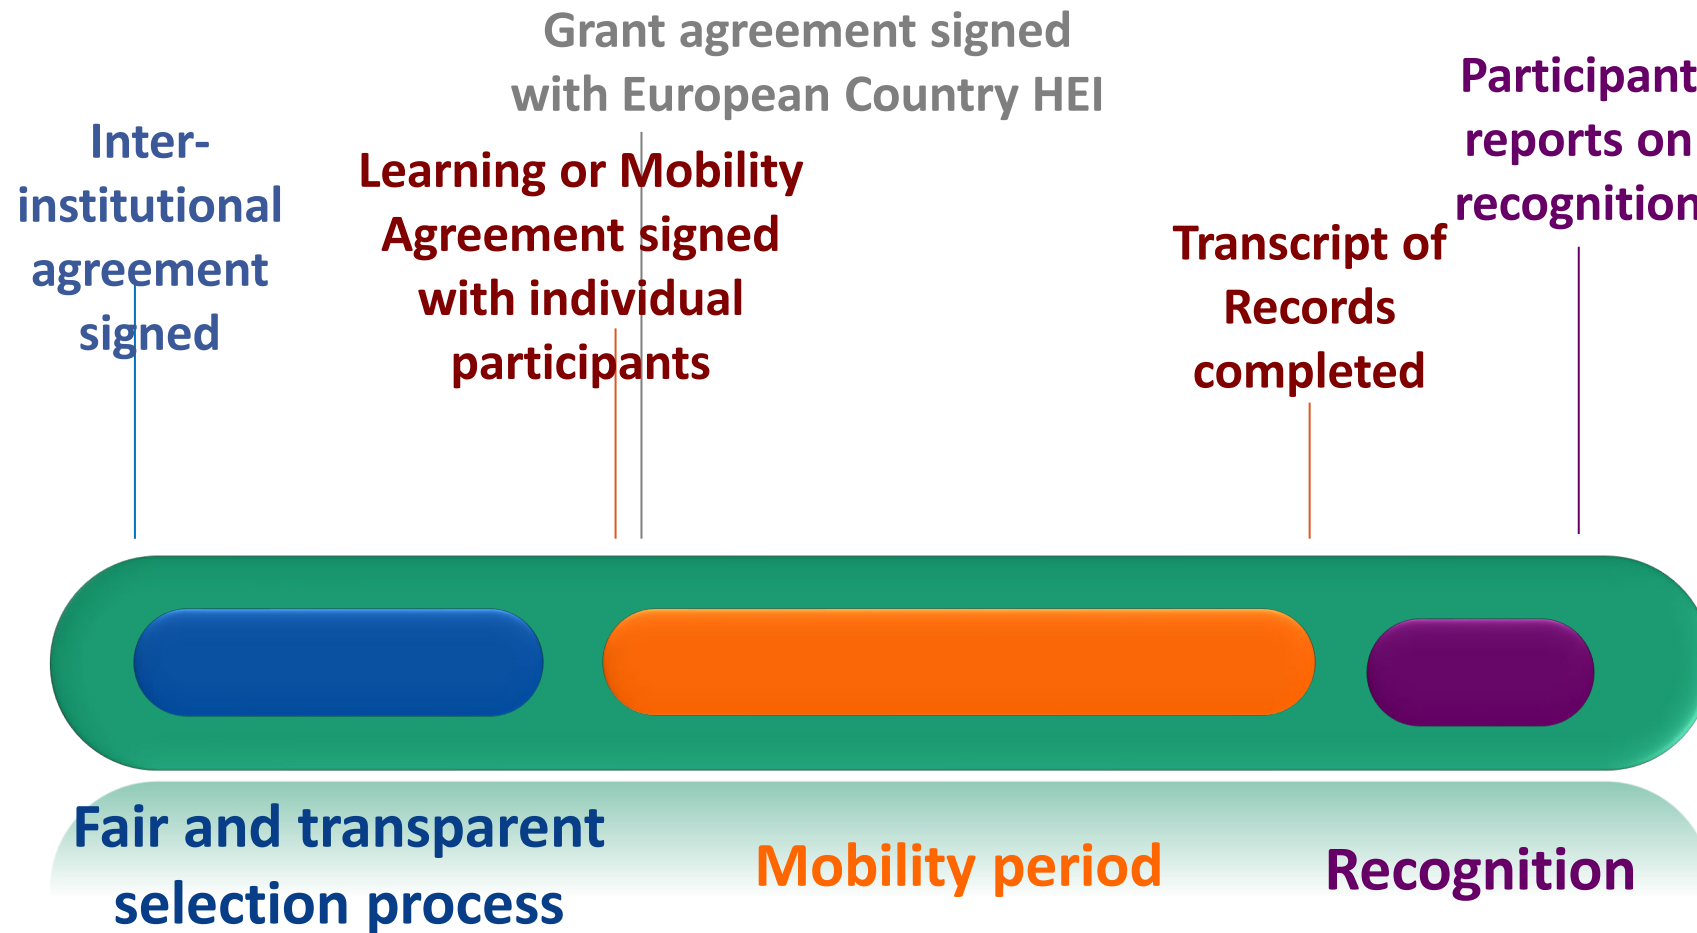 Grant agreement signed
with European Country HEI
Inter-
institutional
agreement
signed
Learning or Mobility
Agreement signed
with individual
participants
Transcript of
Records
completed
Participant
reports on
recognition
Fair and transparent
selection process
Mobility period
Recognition